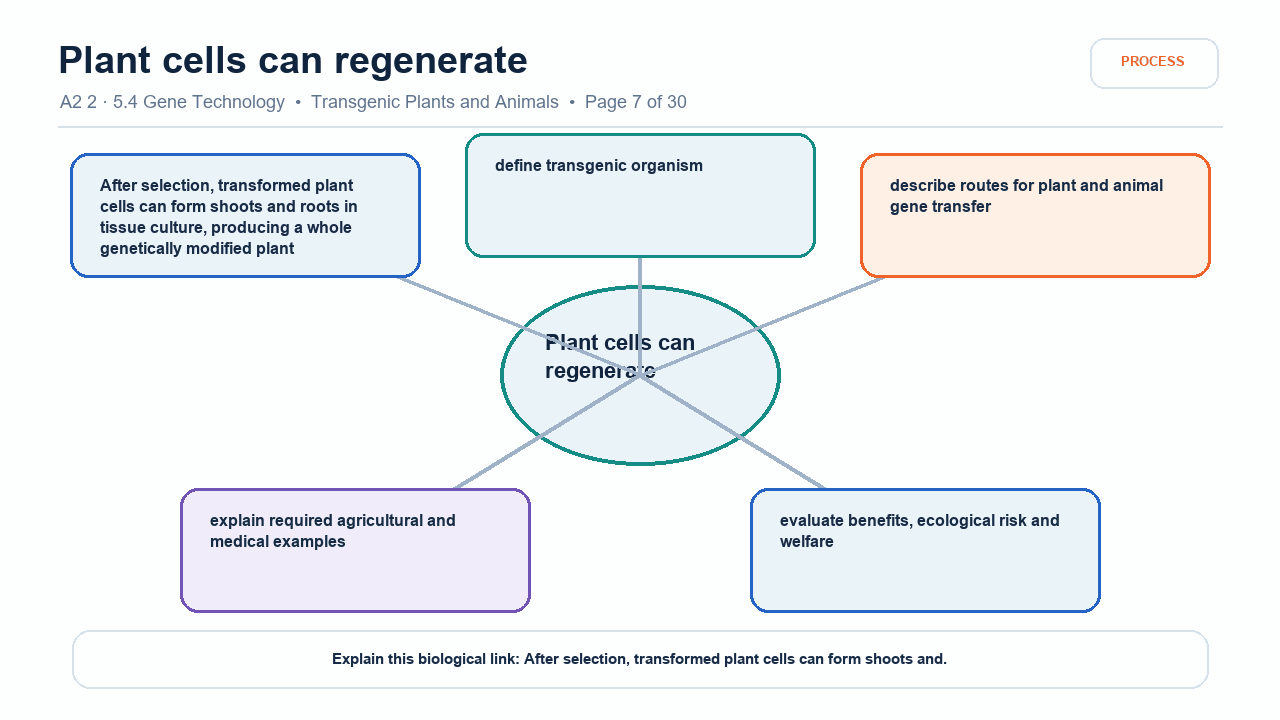 Plant cells can regenerate
PROCESS
A2 2 · 5.4 Gene Technology • Transgenic Plants and Animals • Page 7 of 30
After selection, transformed plant
cells can form shoots and roots in
tissue culture, producing a whole
genetically modified plant
define transgenic organism
describe routes for plant and animal
gene transfer
Plant cells can
regenerate
explain required agricultural and
medical examples
evaluate benefits, ecological risk and
welfare
Explain this biological link: After selection, transformed plant cells can form shoots and.